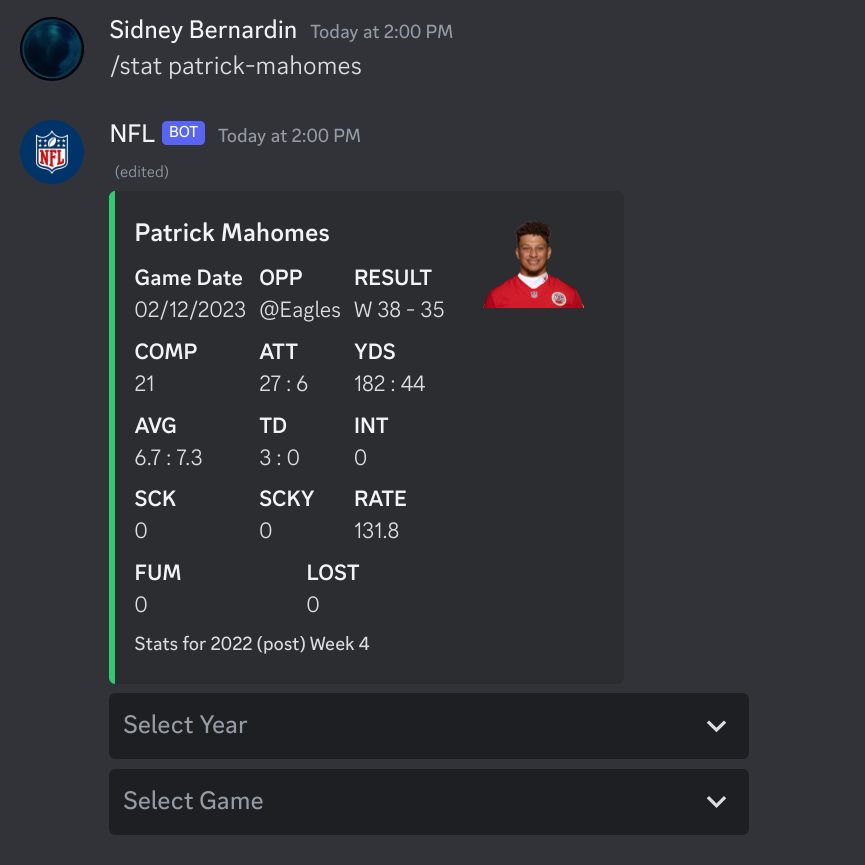 Sidney Bernardin Today at 2:00 PM
/stat patrick-mahomes
NFL BOT Today at 2:00 PM
NFL
(edited)
Patrick Mahomes
Game Date OPP RESULT
02/12/2023 @Eagles W 38 - 35
COMP ATT YDS
21 27 : 6 182 : 44
AVG TD INT
6.7 : 7.3 3 : 0 0
SCK SCKY RATE
0 0 131.8
FUM LOST
0 0
Stats for 2022 (post) Week 4
Select Year
Select Game